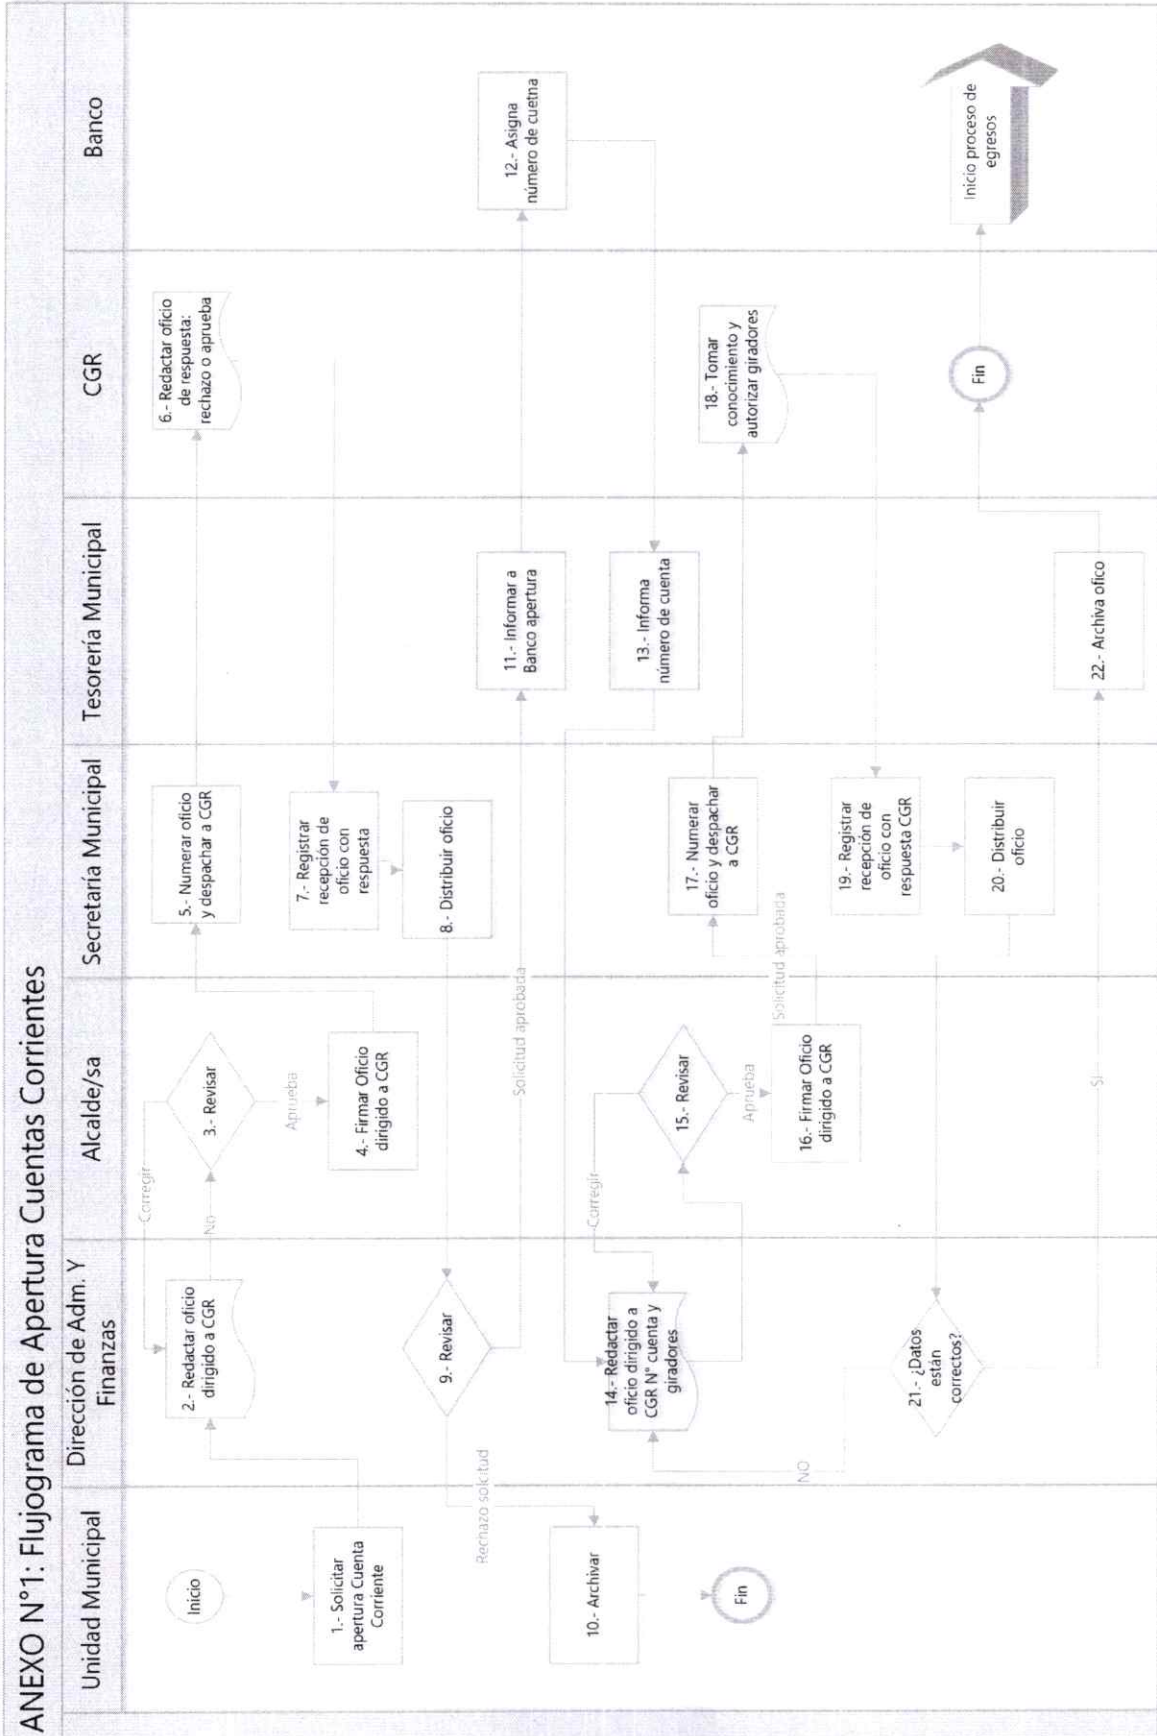 ANEXO N°1: Flujograma de Apertura Cuentas Corrientes
Unidad Municipal
Dirección de Adm. Y
Finanzas
Alcalde/sa
Secretaría Municipal
Tesorería Municipal
CGR
Banco
Inicio
1.- Solicitar
apertura Cuenta
Corriente
2.- Redactar oficio
dirigido a CGR
No
Corregir
3.- Revisar
Aprueba
4.- Firmar Oficio
dirigido a CGR
5.- Numerar oficio
y despachar a CGR
6.- Redactar oficio
de respuesta:
rechazo o aprueba
7.- Registrar
recepción de
oficio con
respuesta
8.- Distribuir oficio
9.- Revisar
Rechazo solcitud
Solicitud aprobada
10.- Archivar
Fin
11.- Informar a
Banco apertura
12.- Asigna
número de cuetna
13.- Informa
número de cuenta
14.- Redactar
oficio dirigido a
CGR N° cuenta y
giradores
Corregir
15.- Revisar
Aprueba
16.- Firmar Oficio
dirigido a CGR
Solicitud aprobada
17.- Numerar
oficio y despachar
a CGR
18.- Tomar
conocimiento y
autorizar giradores
19.- Registrar
recepción de
oficio con
respuesta CGR
20.- Distribuir
oficio
21.- ¿Datos
están
correctos?
NO
Si
22.- Archiva ofico
Fin
Inicio proceso de
egresos